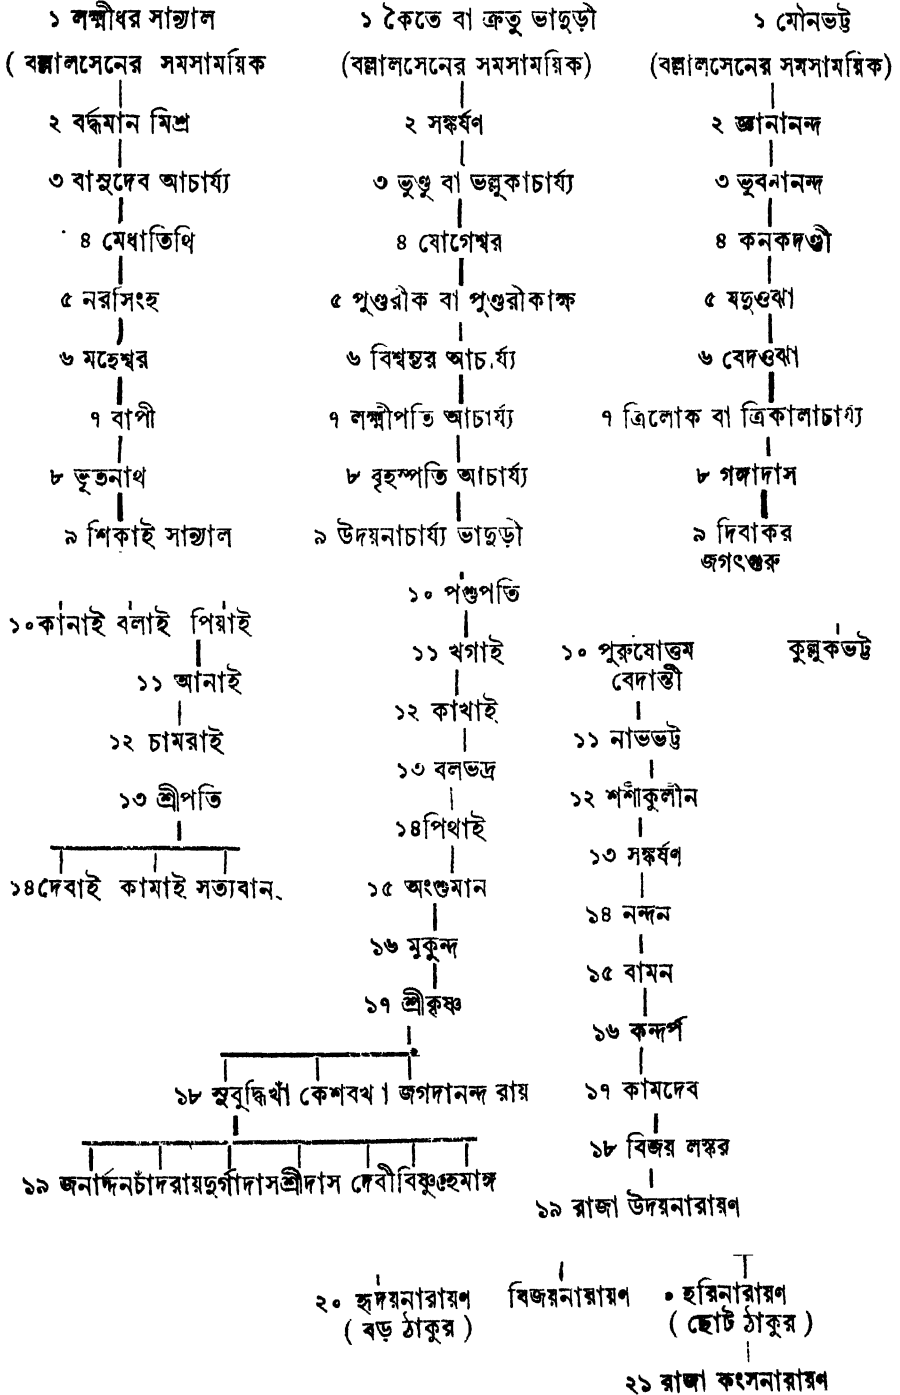 ১ লক্ষ্মীধর সান্যাল
(বল্লালসেনের সমসাময়িক
২ বর্দ্ধমান মিশ্র
৩ বাসুদেব আচার্য্য
৪ মেধাতিথি
৫ নরসিংহ
৬ মহেশ্বর
৭ বাপী
৮ ভূতনাথ
৯ শিকাই সান্যাল
১০ কানাই বলাই পিয়াই
১১ আনাই
১২ চামরাই
১৩ শ্রীপতি
১৪ দেবাই কামাই সত্যবান
১ কৈতে বা ক্রতু ভাদুড়ী
(বল্লালসেনের সমসাময়িক)
২ সঙ্কর্ষণ
৩ ভুণ্ডু বা ভল্লুকাচার্য্য
৪ যোগেশ্বর
৫ পুণ্ডরীক বা পুণ্ডরীকাক্ষ
৬ বিশ্বম্ভর আচার্য্য
৭ লক্ষ্মীপতি আচার্য্য
৮ বৃহস্পতি আচার্য্য
৯ উদয়নাচার্য্য ভাদুড়ী
১০ পশুপতি
১১ খগাই
১২ কাখাই
১৩ বলভদ্র
১৪ পিথাই
১৫ অংশুমান
১৬ মুকুন্দ
১৭ শ্রীকৃষ্ণ
১৮ সুবুদ্ধিখাঁ কেশবখাঁ জগদানন্দ রায়
১৯ জনার্দ্দন চাঁদরায় দুর্গাদাস শ্রীদাস দেবী বিষ্ণু হেমাঙ্গ
১ মৌনভট্ট
(বল্লালসেনের সমসাময়িক)
২ জ্ঞানানন্দ
৩ ভুবনানন্দ
৪ কনকদণ্ডী
৫ যদুওঝা
৬ বেদওঝা
৭ ত্রিলোক বা ত্রিকালাচার্য্য
৮ গঙ্গাদাস
৯ দিবাকর
জগৎগুরু
১০ পুরুষোত্তম কুল্লুকভট্ট
বেদান্তী
১১ নাভভট্ট
১২ শশাঁকুলীন
১৩ সঙ্কর্ষণ
১৪ নন্দন
১৫ বামন
১৬ কন্দর্প
১৭ কামদেব
১৮ বিজয় লস্কর
১৯ রাজা উদয়নারায়ণ
২০ হৃদয়নারায়ণ বিজয়নারায়ণ হরিনারায়ণ
(বড় ঠাকুর) (ছোট ঠাকুর)
২১ রাজা কংসনারায়ণ